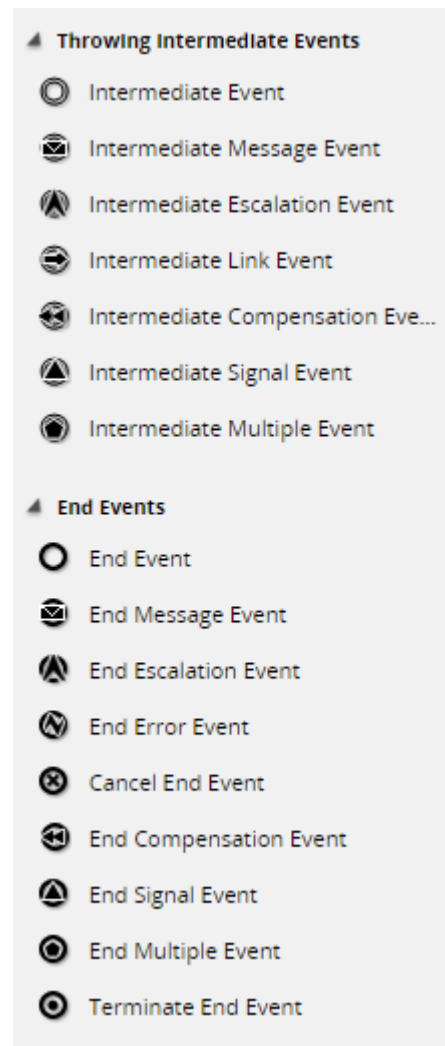 Throwing Intermediate Events
Intermediate Event
Intermediate Message Event
Intermediate Escalation Event
Intermediate Link Event
Intermediate Compensation Eve...
Intermediate Signal Event
Intermediate Multiple Event
End Events
End Event
End Message Event
End Escalation Event
End Error Event
Cancel End Event
End Compensation Event
End Signal Event
End Multiple Event
Terminate End Event